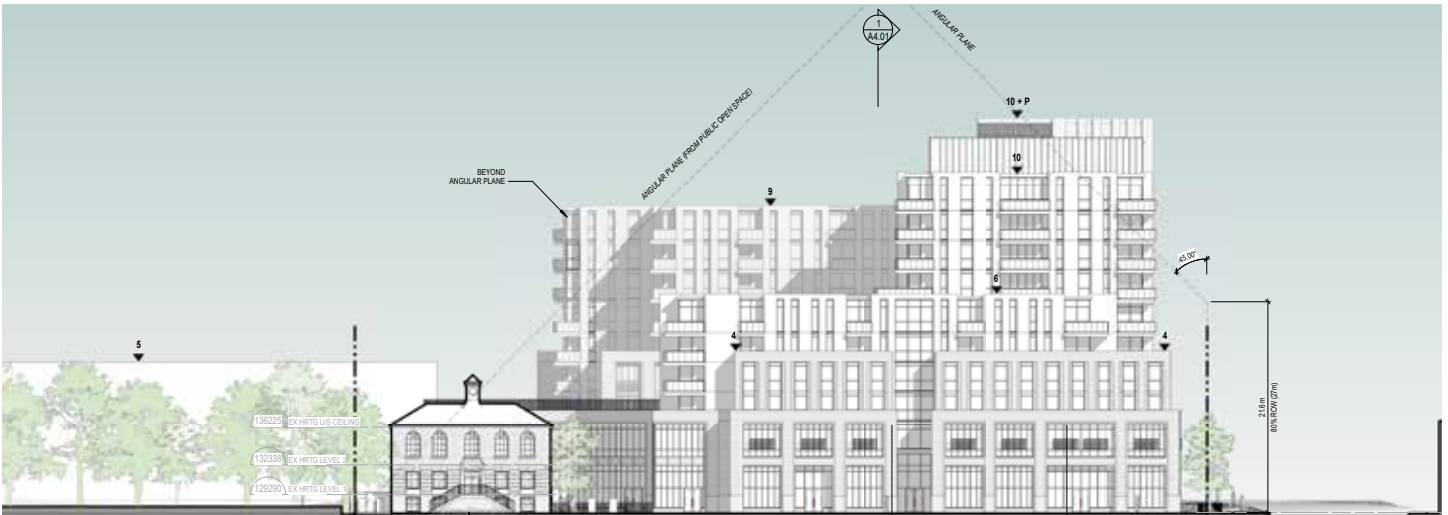 1
A4.01
ANGULAR PLANE
ANGULAR PLANE (FROM PUBLIC OPEN SPACE)
10 + P
10
BEYOND
ANGULAR PLANE
9
45.00°
6
5
4
4
21.6 m
80% ROW (27m)
136225 EX HRTG U/S CEILING
132338 EX HRTG LEVEL 2
129290 EX HRTG LEVEL 1